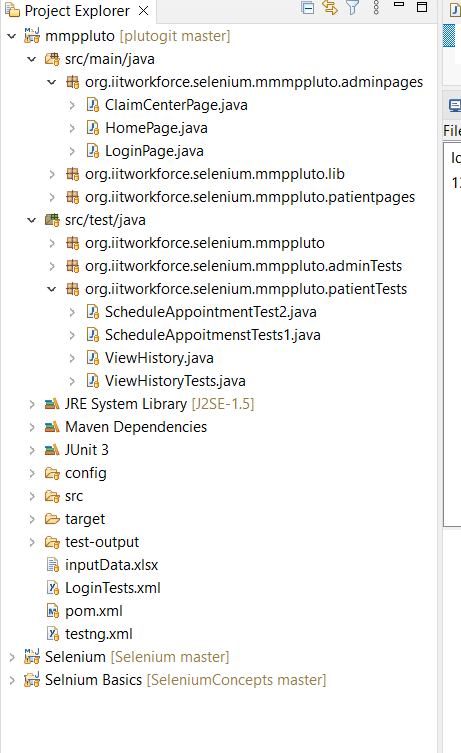 Project Explorer
mmppluto [plutogit master]
src/main/java
org.iitworkforce.selenium.mmmppluto.adminpages
ClaimCenterPage.java
HomePage.java
LoginPage.java
org.iitworkforce.selenium.mmppluto.lib
org.iitworkforce.selenium.mmppluto.patientpages
src/test/java
org.iitworkforce.selenium.mmppluto
org.iitworkforce.selenium.mmppluto.adminTests
org.iitworkforce.selenium.mmppluto.patientTests
ScheduleAppointmentTest2.java
ScheduleAppoitmenstTests1.java
ViewHistory.java
ViewHistoryTests.java
JRE System Library [J2SE-1.5]
Maven Dependencies
JUnit 3
config
src
target
test-output
inputData.xlsx
LoginTests.xml
pom.xml
testng.xml
Selenium [Selenium master]
Selnium Basics [SeleniumConcepts master]
File